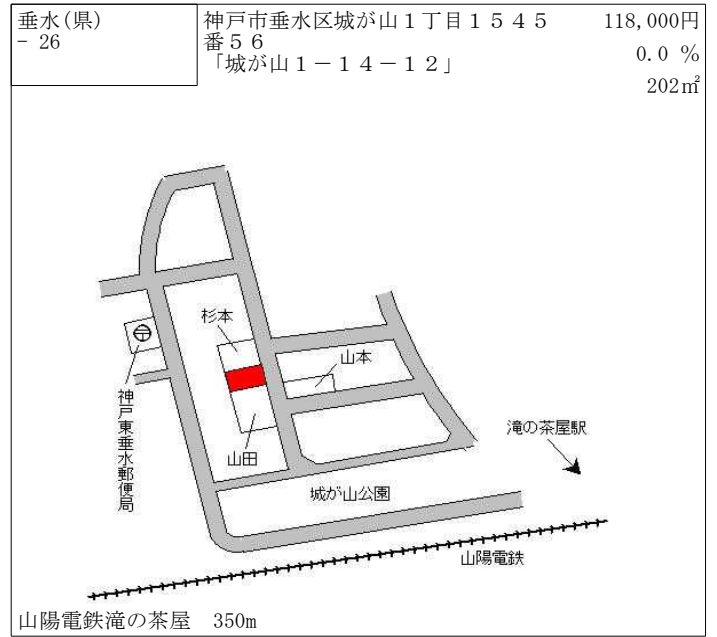 垂水(県)
- 26
神戸市垂水区城が山１丁目１５４５
番５６
「城が山１－１４－１２」
118,000円
0.0 %
202㎡
杉本
山本
神戸東垂水郵便局
山田
滝の茶屋駅
城が山公園
山陽電鉄
山陽電鉄滝の茶屋　350m